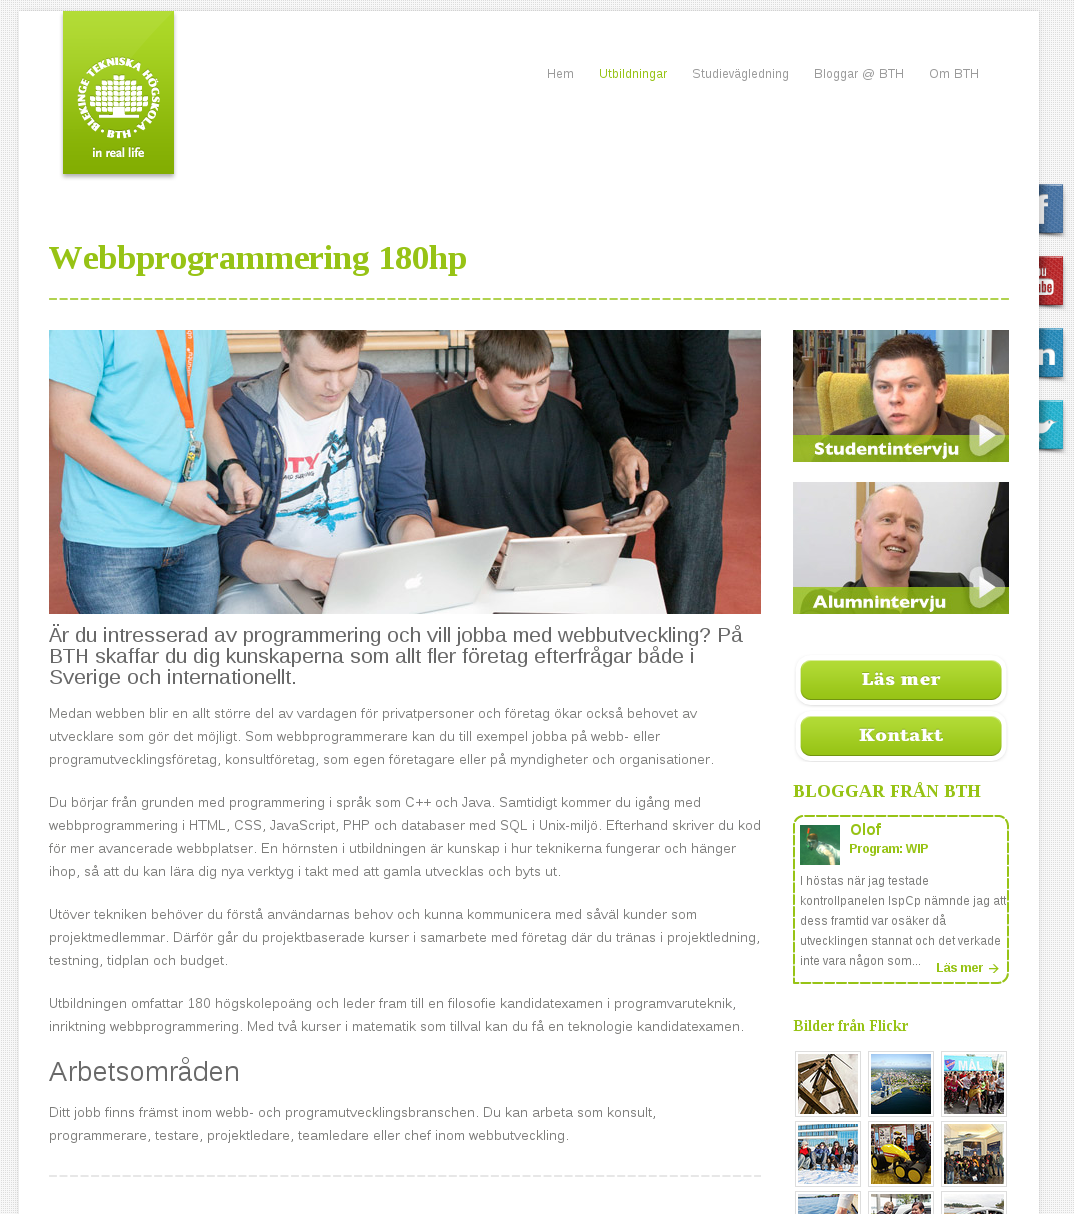 BLEKINGE TEKNISKA HÖGSKOLA
· BTH ·
in real life
Hem Utbildningar Studievägledning Bloggar @ BTH Om BTH
Webbprogrammering 180hp
Studentintervju
Alumnintervju
Är du intresserad av programmering och vill jobba med webbutveckling? På
BTH skaffar du dig kunskaperna som allt fler företag efterfrågar både i
Sverige och internationellt.
Medan webben blir en allt större del av vardagen för privatpersoner och företag ökar också behovet av
utvecklare som gör det möjligt. Som webbprogrammerare kan du till exempel jobba på webb- eller
programutvecklingsföretag, konsultföretag, som egen företagare eller på myndigheter och organisationer.
Du börjar från grunden med programmering i språk som C++ och Java. Samtidigt kommer du igång med
webbprogrammering i HTML, CSS, JavaScript, PHP och databaser med SQL i Unix-miljö. Efterhand skriver du kod
för mer avancerade webbplatser. En hörnsten i utbildningen är kunskap i hur teknikerna fungerar och hänger
ihop, så att du kan lära dig nya verktyg i takt med att gamla utvecklas och byts ut.
Utöver tekniken behöver du förstå användarnas behov och kunna kommunicera med såväl kunder som
projektmedlemmar. Därför går du projektbaserade kurser i samarbete med företag där du tränas i projektledning,
testning, tidplan och budget.
Utbildningen omfattar 180 högskolepoäng och leder fram till en filosofie kandidatexamen i programvaruteknik,
inriktning webbprogrammering. Med två kurser i matematik som tillval kan du få en teknologie kandidatexamen.
Arbetsområden
Ditt jobb finns främst inom webb- och programutvecklingsbranschen. Du kan arbeta som konsult,
programmerare, testare, projektledare, teamledare eller chef inom webbutveckling.
Läs mer
Kontakt
BLOGGAR FRÅN BTH
Olof
Program: WIP
I höstas när jag testade
kontrollpanelen IspCp nämnde jag att
dess framtid var osäker då
utvecklingen stannat och det verkade
inte vara någon som...
Läs mer →
Bilder från Flickr
MÅL